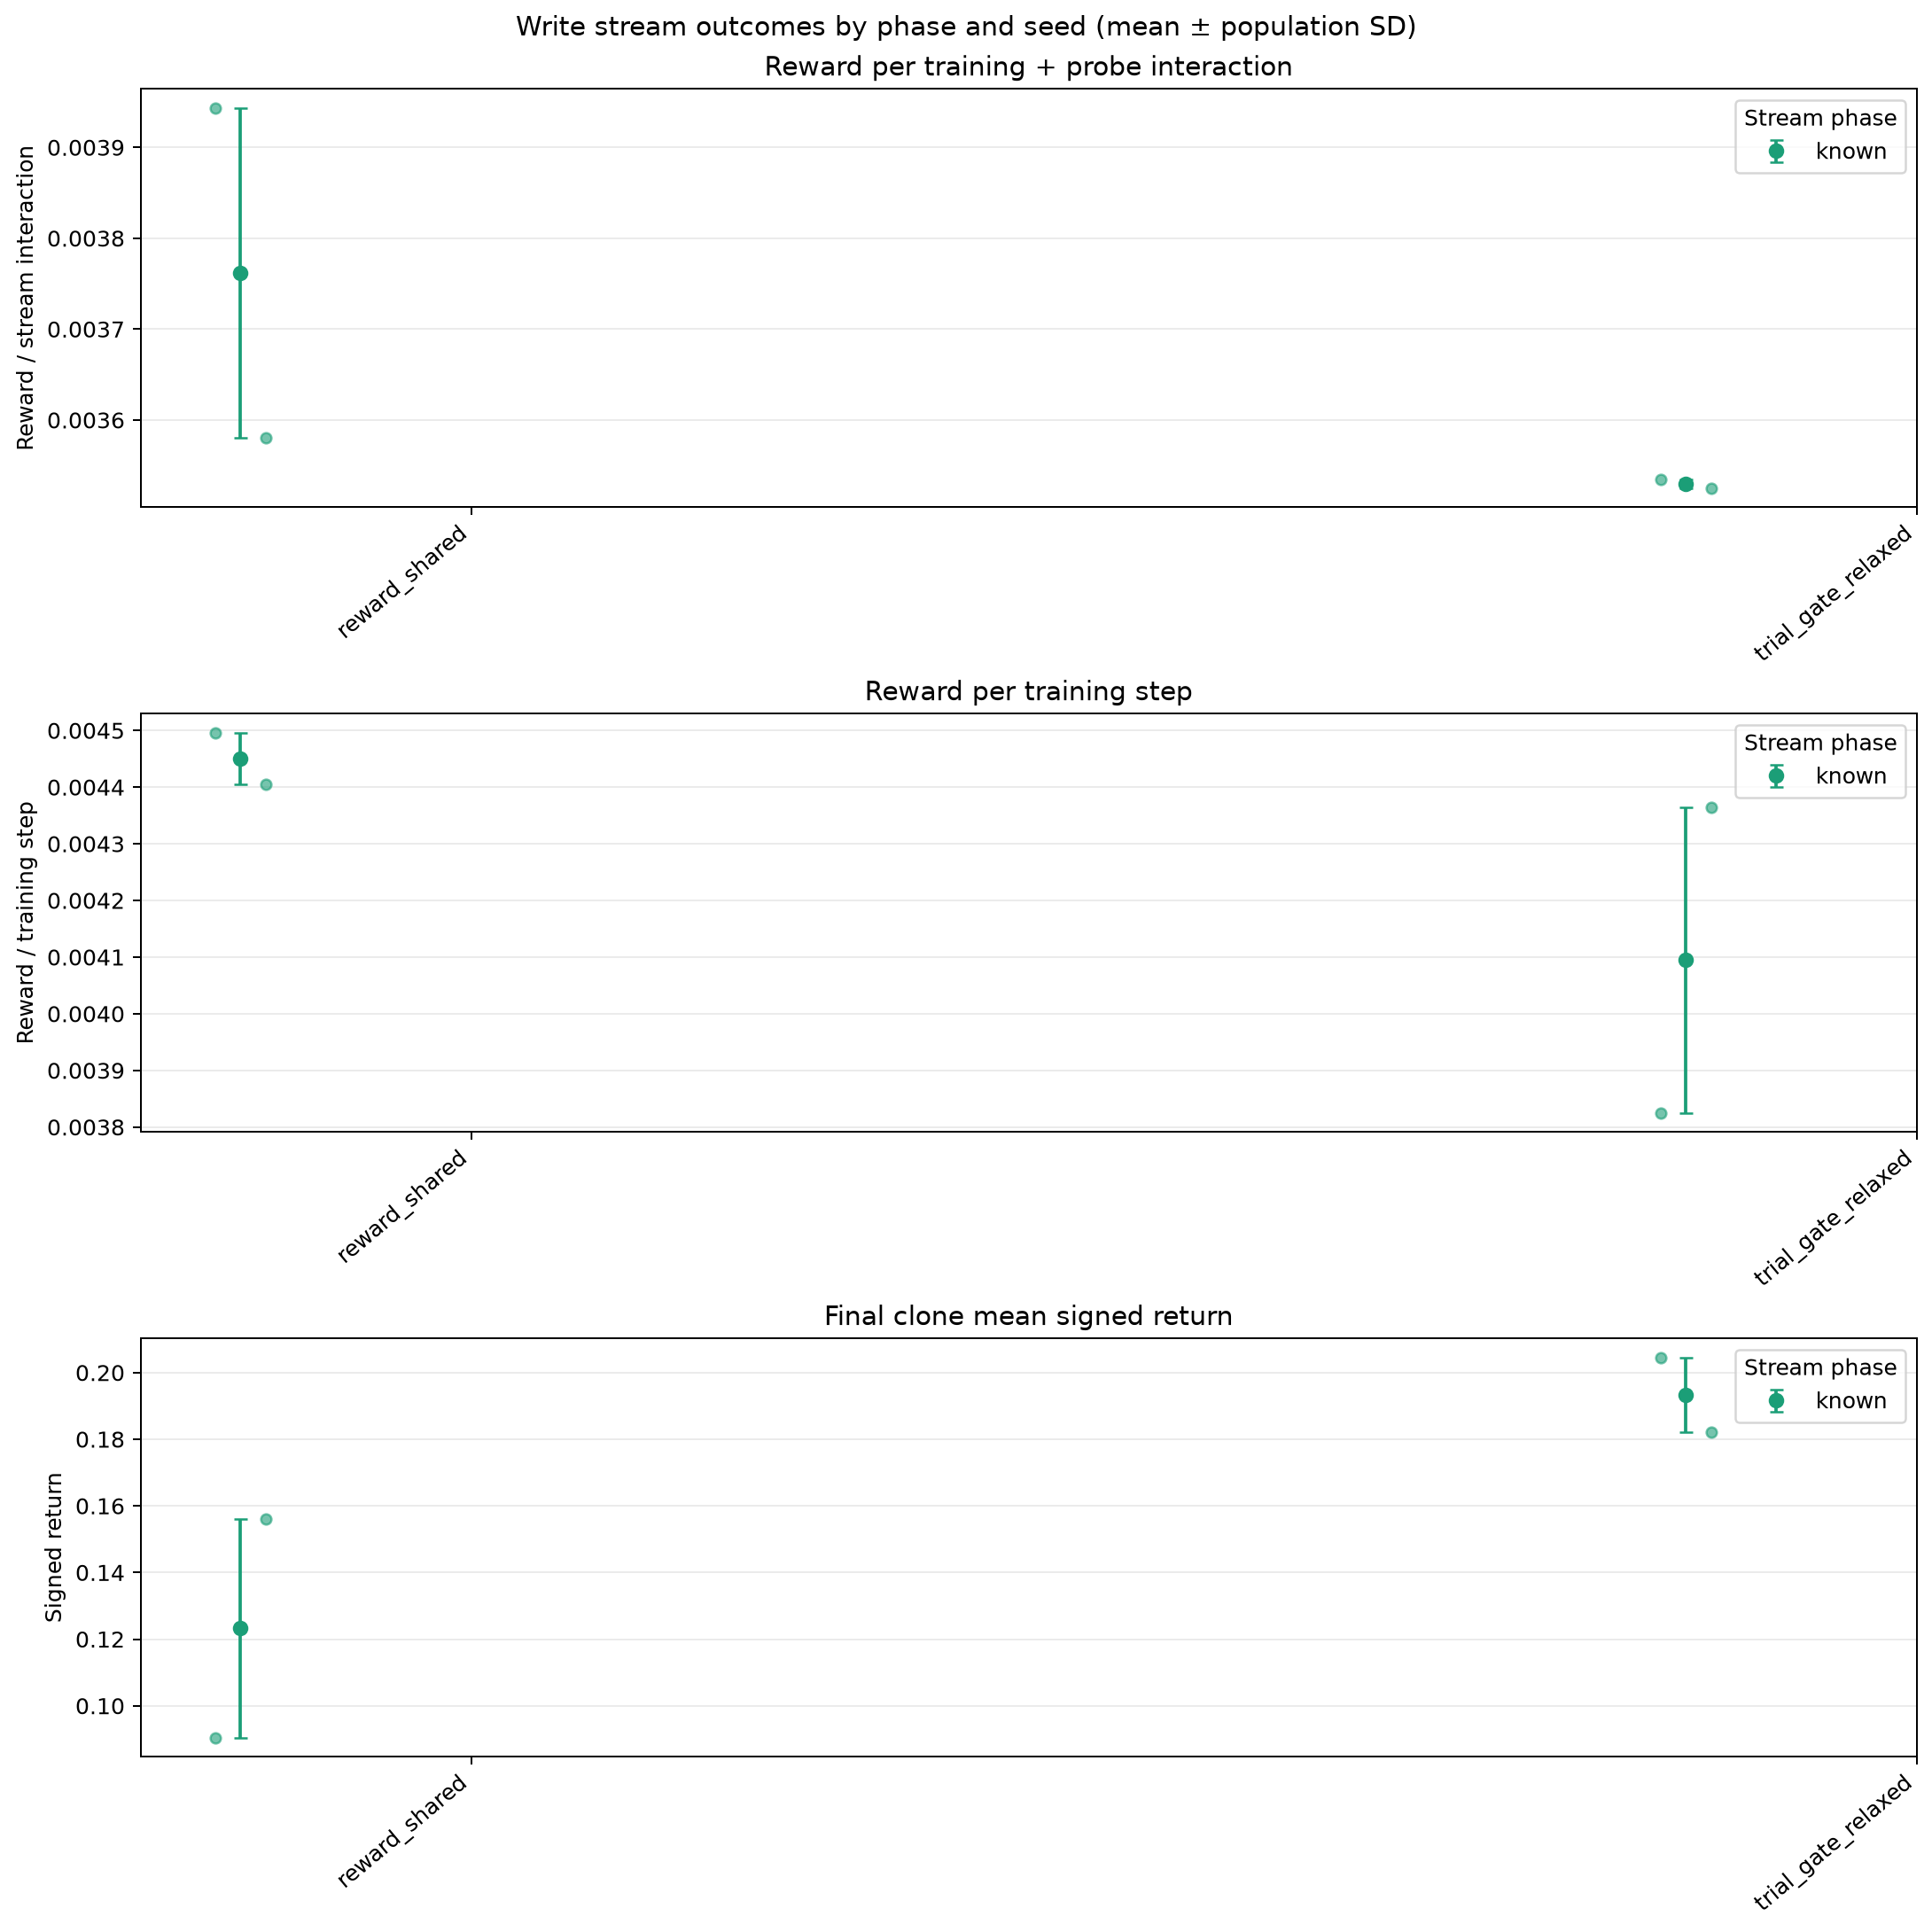 Write stream outcomes by phase and seed (mean ± population SD)
Reward per training + probe interaction
Reward / stream interaction
0.0039
0.0038
0.0037
0.0036
Stream phase
known
reward_shared
trial_gate_relaxed
Reward per training step
Reward / training step
0.0045
0.0044
0.0043
0.0042
0.0041
0.0040
0.0039
0.0038
Stream phase
known
reward_shared
trial_gate_relaxed
Final clone mean signed return
Signed return
0.20
0.18
0.16
0.14
0.12
0.10
Stream phase
known
reward_shared
trial_gate_relaxed